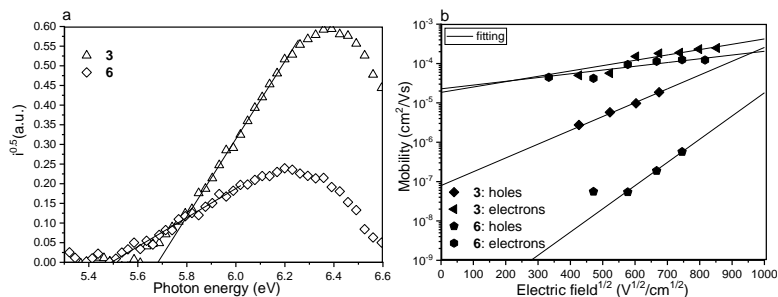 a
0.60
0.55
0.50
0.45
0.40
0.35
0.30
0.25
0.20
0.15
0.10
0.05
0.00
i^0.5(a.u.)
3
6
5.4 5.6 5.8 6.0 6.2 6.4 6.6
Photon energy (eV)
b
10^-3
10^-4
10^-5
10^-6
10^-7
10^-8
10^-9
Mobility (cm^2/Vs)
fitting
3: holes
3: electrons
6: holes
6: electrons
0 100 200 300 400 500 600 700 800 900 1000
Electric field^1/2 (V^1/2/cm^1/2)